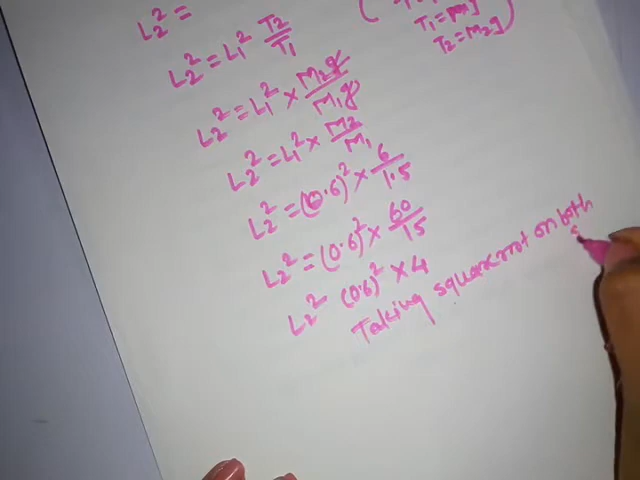 L₂² =
L₂² = L₁² T₂/T₁
T₁ = M₁g
T₂ = M₂g
L₂² = L₁² × M₂g/M₁g
L₂² = L₁² × M₂/M₁
L₂² = (0.6)² × 6/1.5
L₂² = (0.6)² × 60/15
L₂² (0.6)² × 4
Taking square root on both